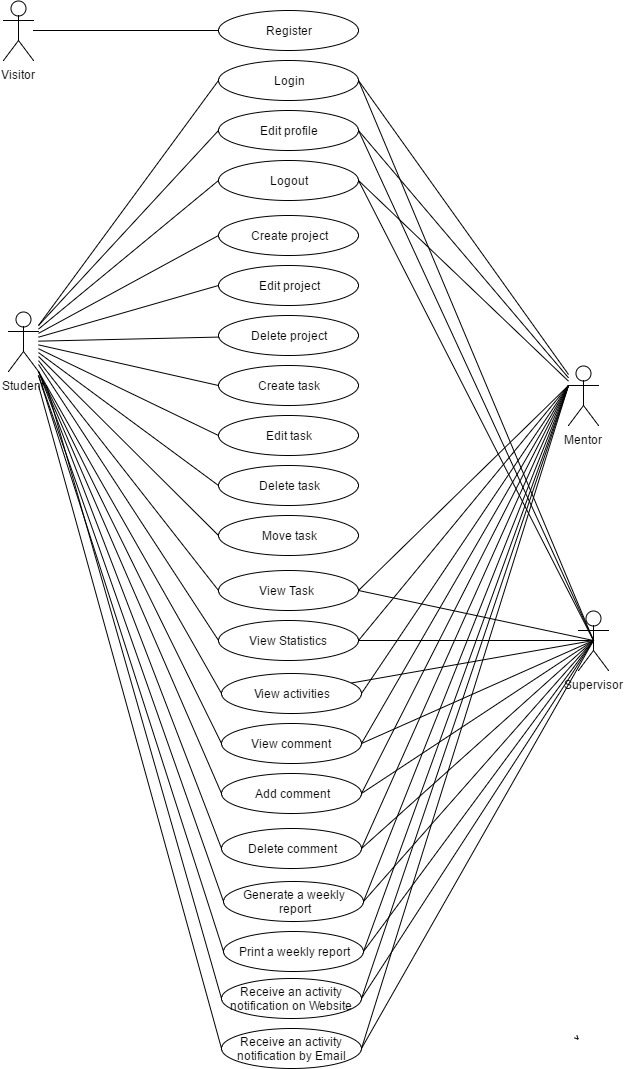 Register
Visitor
Login
Edit profile
Logout
Create project
Edit project
Delete project
Create task
Student
Edit task
Mentor
Delete task
Move task
View Task
View Statistics
Supervisor
View activities
View comment
Add comment
Delete comment
Generate a weekly
report
Print a weekly report
Receive an activity
notification on Website
Receive an activity
notification by Email